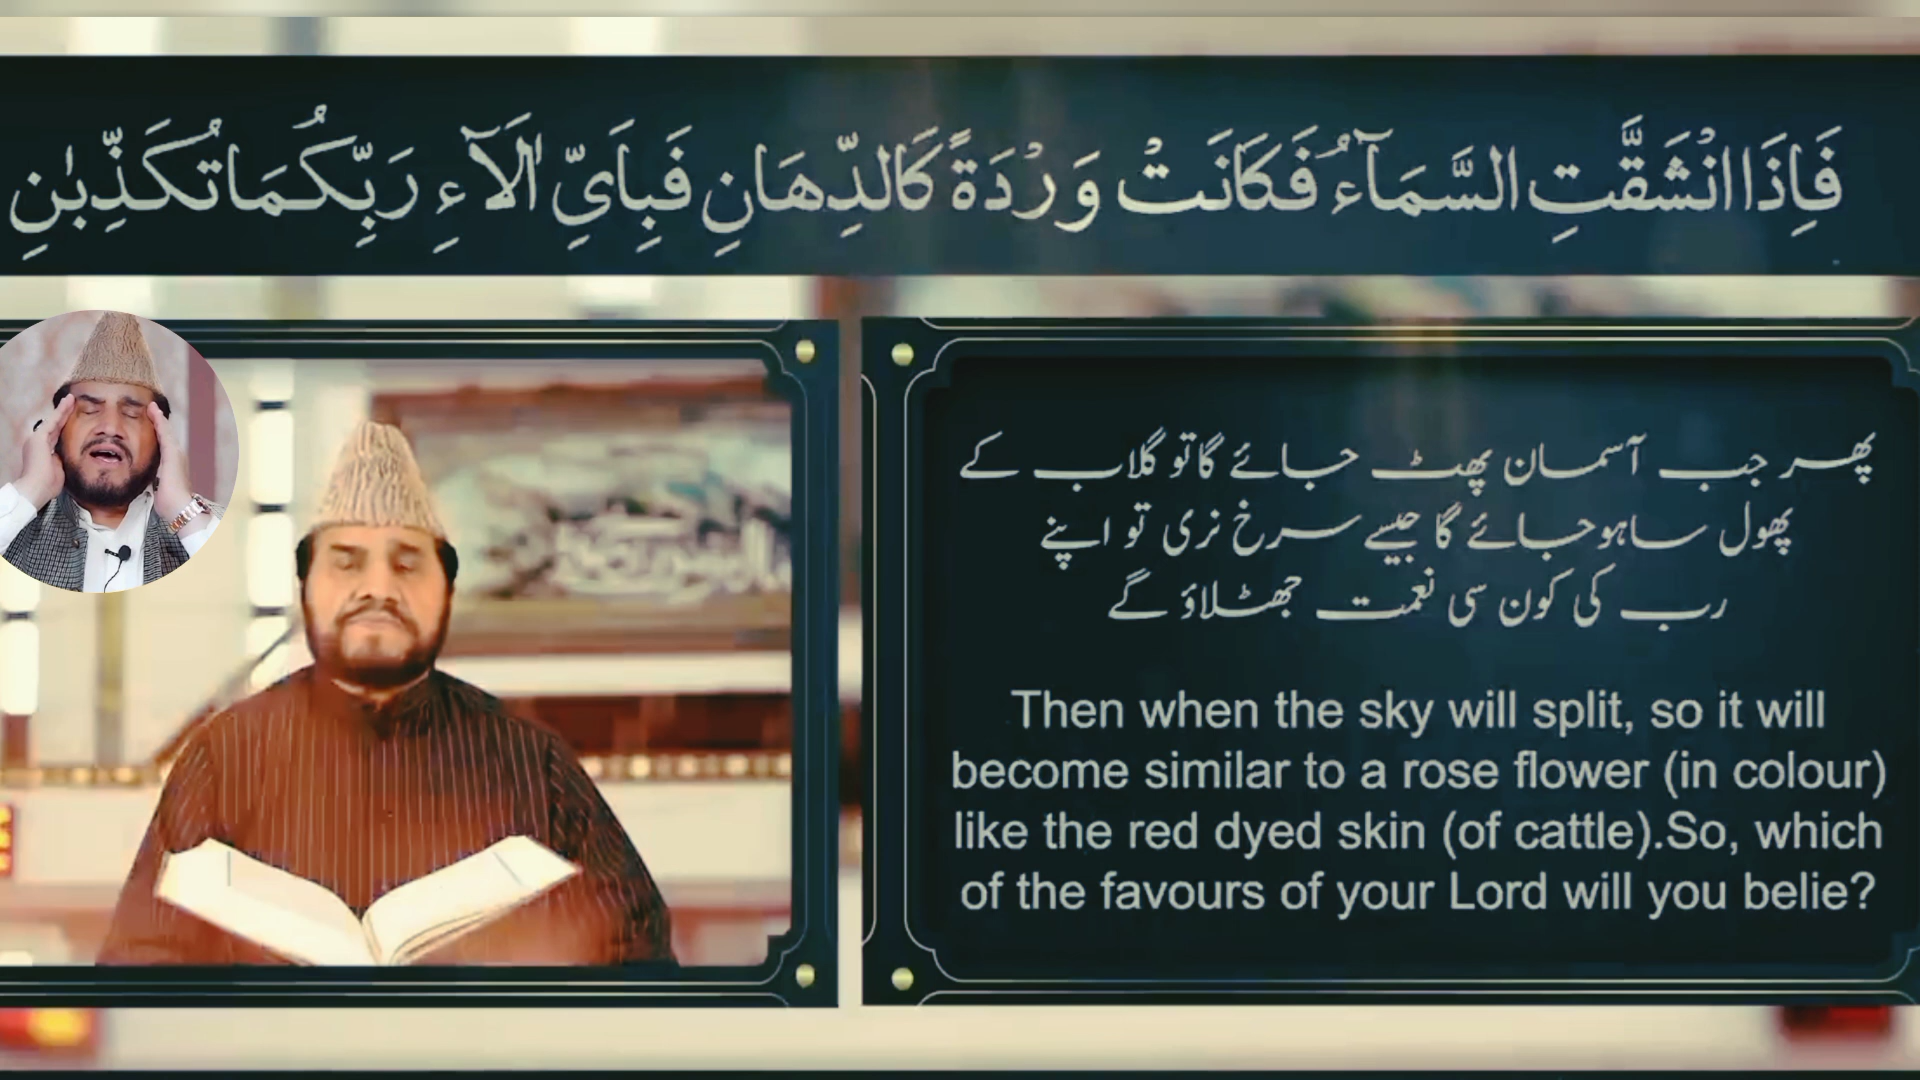 فَاِذَا انْشَقَّتِ السَّمَآءُ فَكَانَتْ وَرْدَةً كَالدِّهَانِ فَبِاَيِّ اٰلَآءِ رَبِّكُمَا تُكَذِّبٰنِ
پھر جب آسمان پھٹ جائے گا تو گلاب کے
پھول سا ہو جائے گا جیسے سرخ نری تو اپنے
رب کی کون سی نعمت جھٹلاؤ گے
Then when the sky will split, so it will
become similar to a rose flower (in colour)
like the red dyed skin (of cattle).So, which
of the favours of your Lord will you belie?